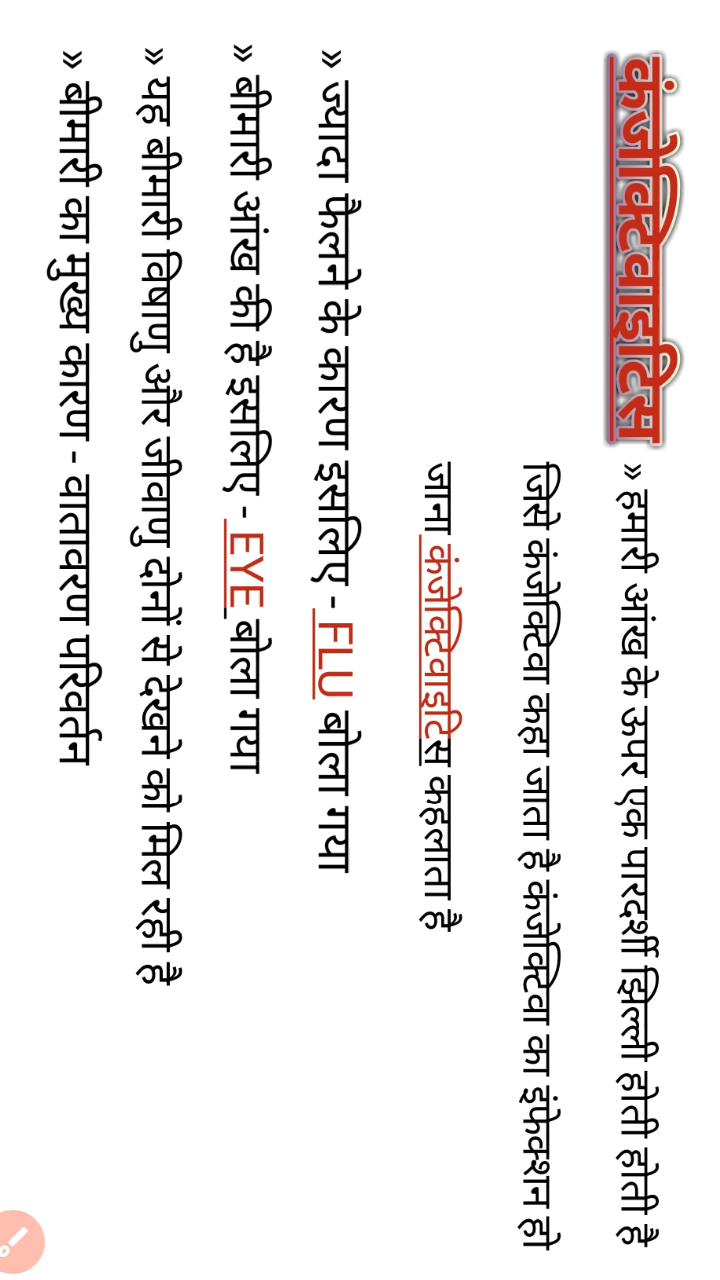 कंजेक्टिवाइटिस
» हमारी आंख के ऊपर एक पारदर्शी झिल्ली होती होती है
जिसे कंजेक्टिवा कहा जाता है कंजेक्टिवा का इंफेक्शन हो
जाना कंजेक्टिवाइटिस कहलाता है
» ज्यादा फैलने के कारण इसलिए - FLU बोला गया
» बीमारी आंख की है इसलिए - EYE बोला गया
» यह बीमारी विषाणु और जीवाणु दोनों से देखने को मिल रही है
» बीमारी का मुख्य कारण - वातावरण परिवर्तन